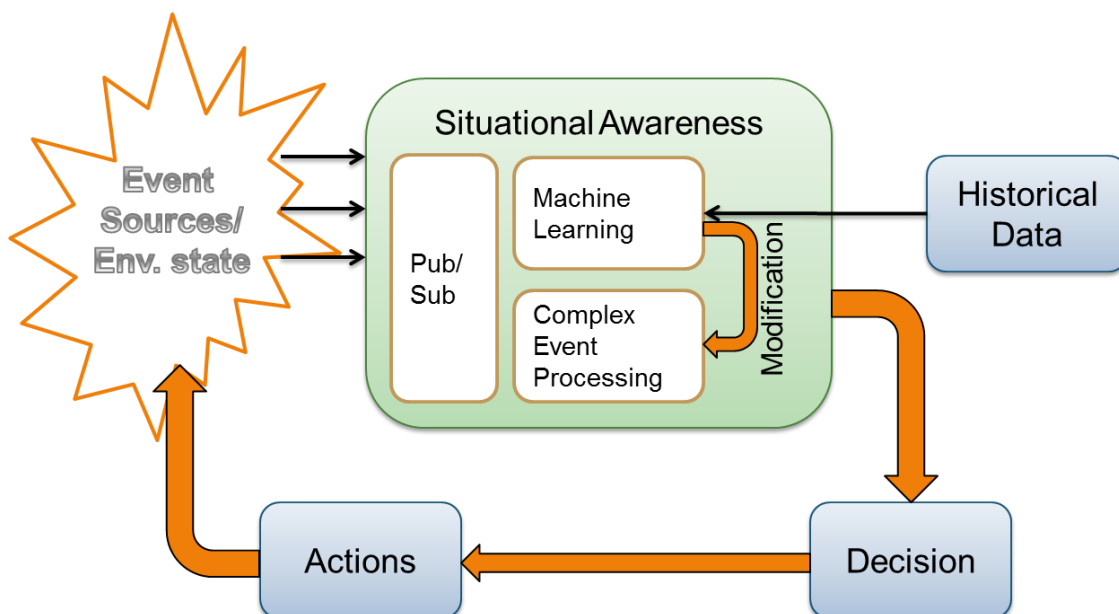 Situational Awareness
Event
Sources/
Env. state
Pub/
Sub
Machine
Learning
Complex
Event
Processing
Modification
Historical
Data
Actions
Decision